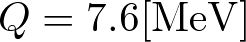 Q = 7.6[MeV]